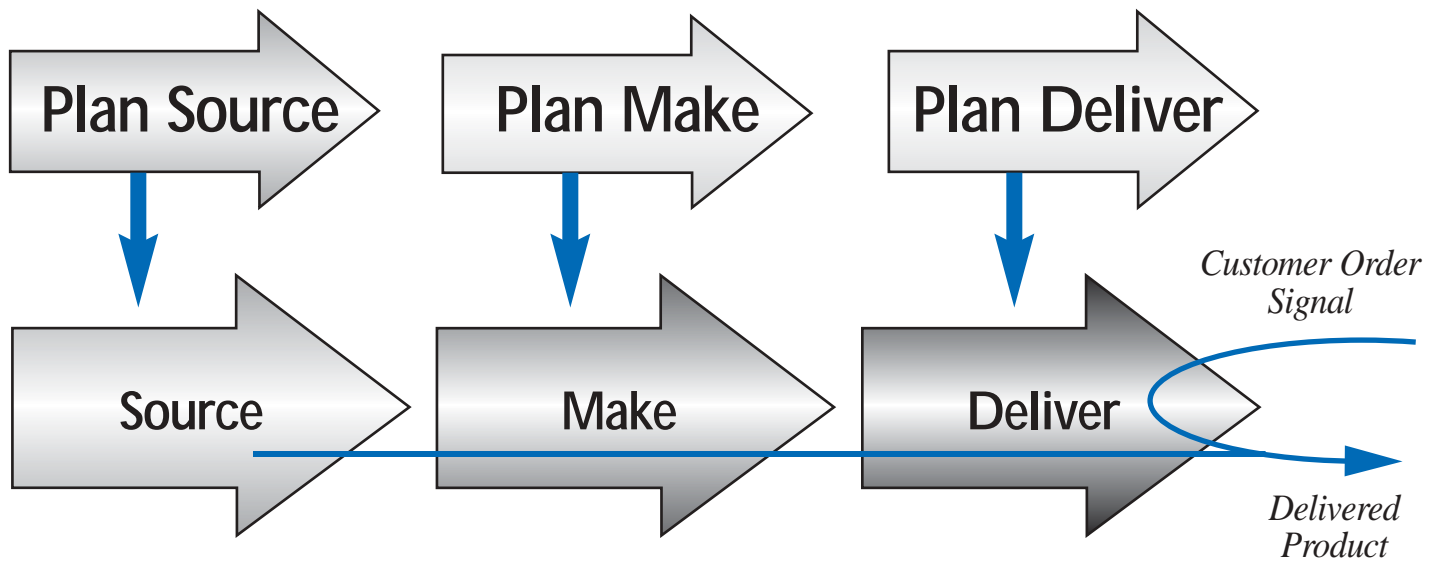 Plan Source
Plan Make
Plan Deliver
Customer Order
Signal
Source
Make
Deliver
Delivered
Product